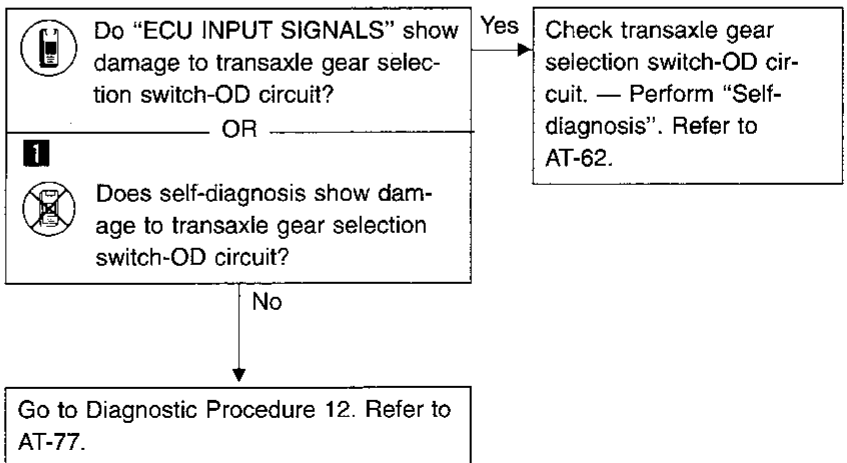 Do “ECU INPUT SIGNALS” show
damage to transaxle gear selec-
tion switch-OD circuit?
OR
1
Does self-diagnosis show dam-
age to transaxle gear selection
switch-OD circuit?
Yes
Check transaxle gear
selection switch-OD cir-
cuit. — Perform “Self-
diagnosis”. Refer to
AT-62.
No
Go to Diagnostic Procedure 12. Refer to
AT-77.